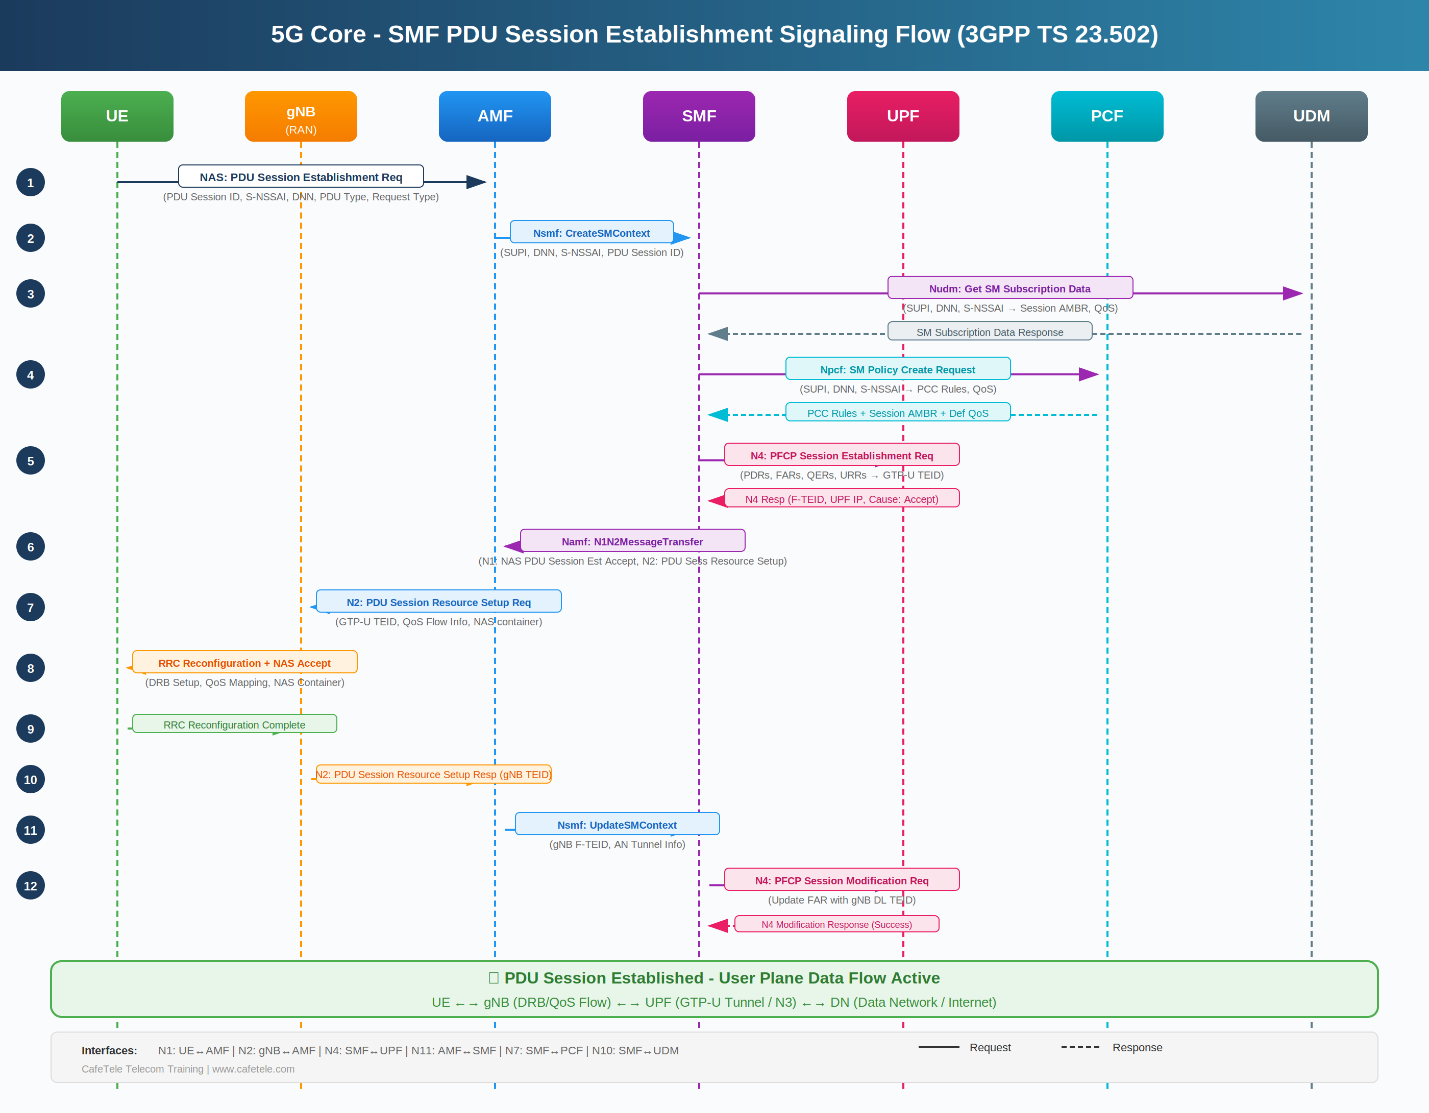 5G Core - SMF PDU Session Establishment Signaling Flow (3GPP TS 23.502)
UE
gNB
(RAN)
AMF
SMF
UPF
PCF
UDM
1
NAS: PDU Session Establishment Req
(PDU Session ID, S-NSSAI, DNN, PDU Type, Request Type)
2
Nsmf: CreateSMContext
(SUPI, DNN, S-NSSAI, PDU Session ID)
3
Nudm: Get SM Subscription Data
(SUPI, DNN, S-NSSAI → Session AMBR, QoS)
SM Subscription Data Response
4
Npcf: SM Policy Create Request
(SUPI, DNN, S-NSSAI → PCC Rules, QoS)
PCC Rules + Session AMBR + Def QoS
5
N4: PFCP Session Establishment Req
(PDRs, FARs, QERs, URRs → GTP-U TEID)
N4 Resp (F-TEID, UPF IP, Cause: Accept)
6
Namf: N1N2MessageTransfer
(N1: NAS PDU Session Est Accept, N2: PDU Sess Resource Setup)
7
N2: PDU Session Resource Setup Req
(GTP-U TEID, QoS Flow Info, NAS container)
8
RRC Reconfiguration + NAS Accept
(DRB Setup, QoS Mapping, NAS Container)
9
RRC Reconfiguration Complete
10
N2: PDU Session Resource Setup Resp (gNB TEID)
11
Nsmf: UpdateSMContext
(gNB F-TEID, AN Tunnel Info)
12
N4: PFCP Session Modification Req
(Update FAR with gNB DL TEID)
N4 Modification Response (Success)
PDU Session Established - User Plane Data Flow Active
UE ←→ gNB (DRB/QoS Flow) ←→ UPF (GTP-U Tunnel / N3) ←→ DN (Data Network / Internet)
Interfaces: N1: UE↔AMF | N2: gNB↔AMF | N4: SMF↔UPF | N11: AMF↔SMF | N7: SMF↔PCF | N10: SMF↔UDM
Request
Response
CafeTele Telecom Training | www.cafetele.com